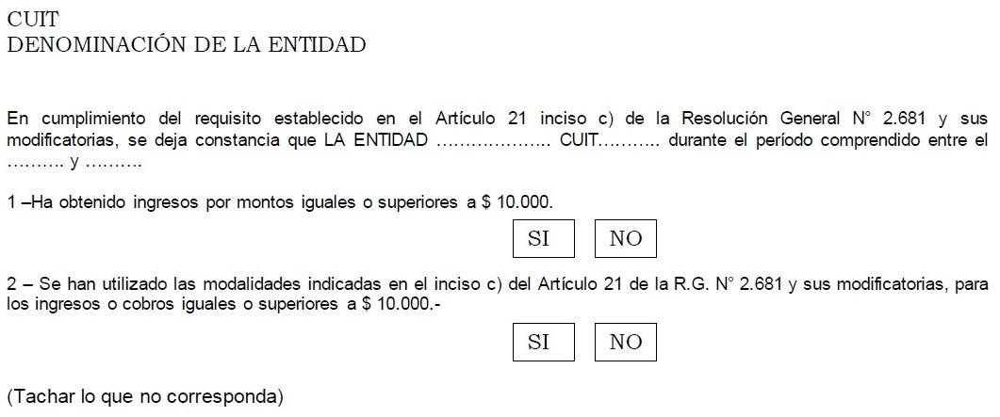 CUIT
DENOMINACIÓN DE LA ENTIDAD
En cumplimiento del requisito establecido en el Artículo 21 inciso c) de la Resolución General N° 2.681 y sus
modificatorias, se deja constancia que LA ENTIDAD .................... CUIT........... durante el período comprendido entre el
.......... y ..........
1 –Ha obtenido ingresos por montos iguales o superiores a $ 10.000.
SI NO
2 – Se han utilizado las modalidades indicadas en el inciso c) del Artículo 21 de la R.G. N° 2.681 y sus modificatorias, para
los ingresos o cobros iguales o superiores a $ 10.000.-
SI NO
(Tachar lo que no corresponda)